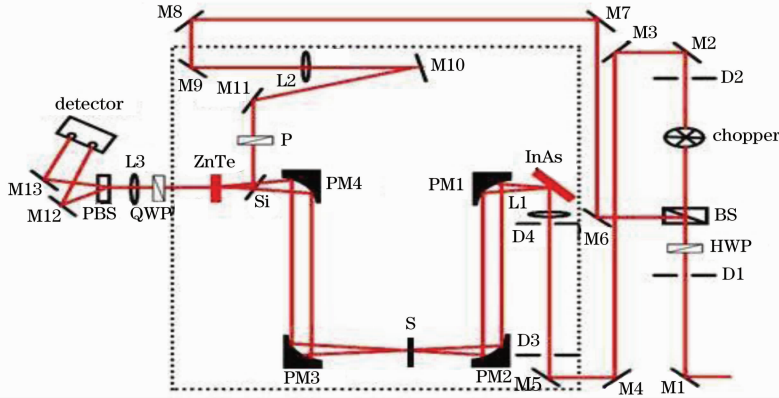 M8
M7
M3
M2
M9
L2
M10
D2
M11
detector
chopper
P
L3
ZnTe
InAs
PM4
PM1
M13
M12
PBS
QWP
Si
L1
BS
D4
M6
HWP
D1
S
D3
PM3
PM2
M5
M4
M1